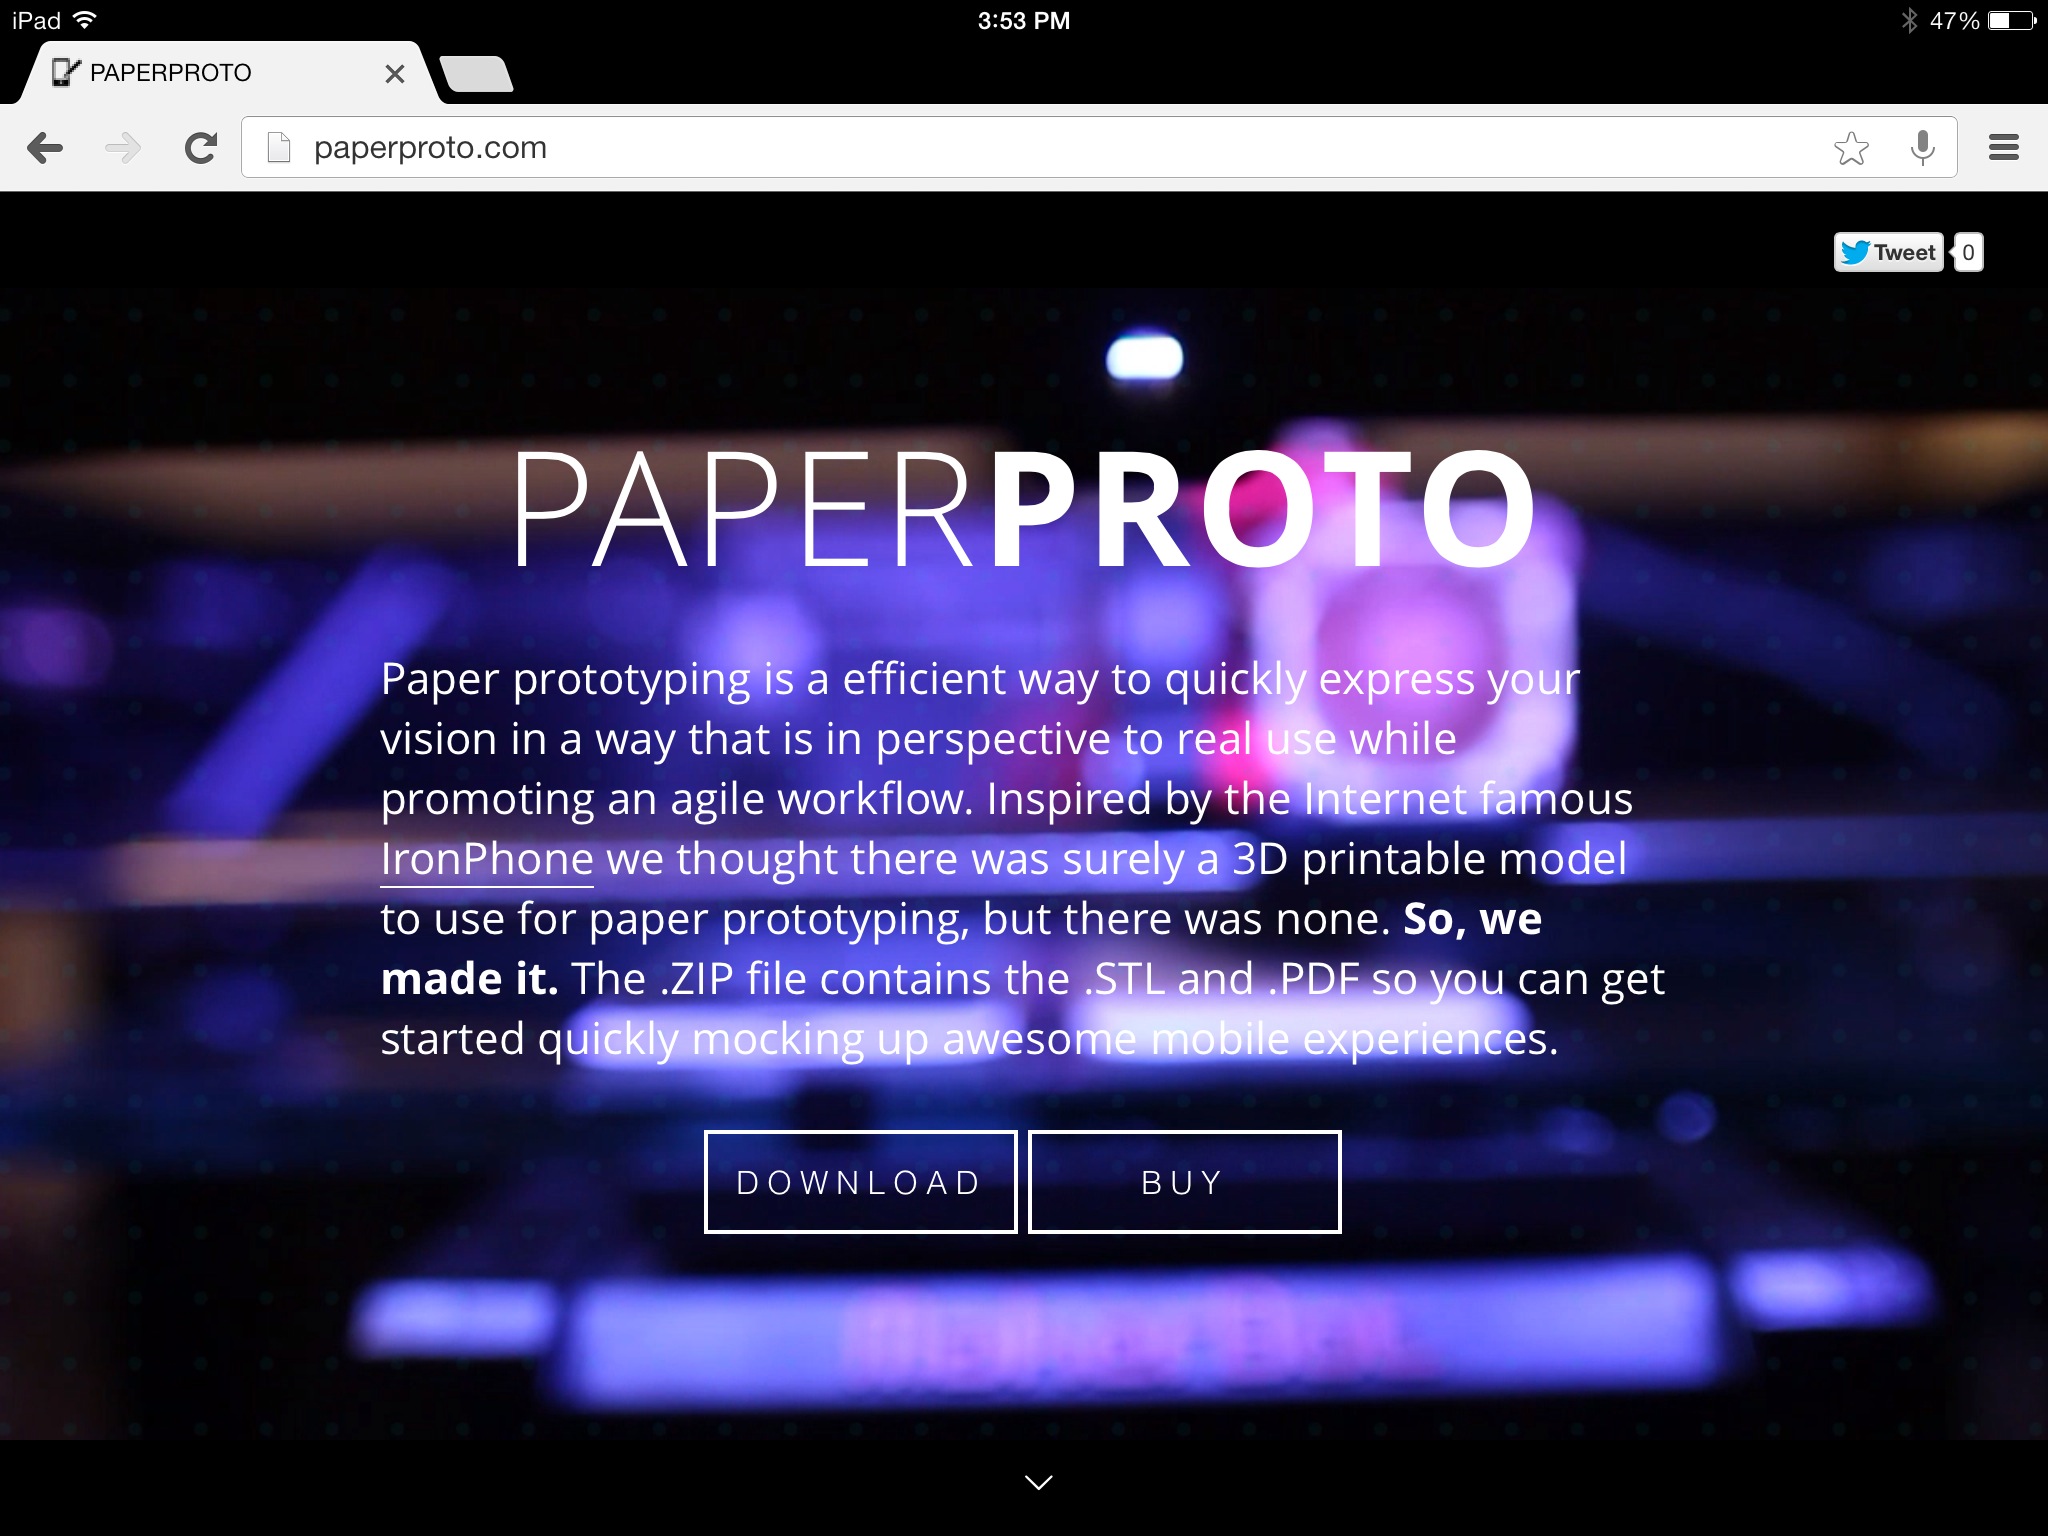 iPad 3:53 PM 47%
PAPERPROTO
paperproto.com
Tweet 0
PAPERPROTO
Paper prototyping is a efficient way to quickly express your
vision in a way that is in perspective to real use while
promoting an agile workflow. Inspired by the Internet famous
IronPhone we thought there was surely a 3D printable model
to use for paper prototyping, but there was none. So, we
made it. The .ZIP file contains the .STL and .PDF so you can get
started quickly mocking up awesome mobile experiences.
DOWNLOAD BUY